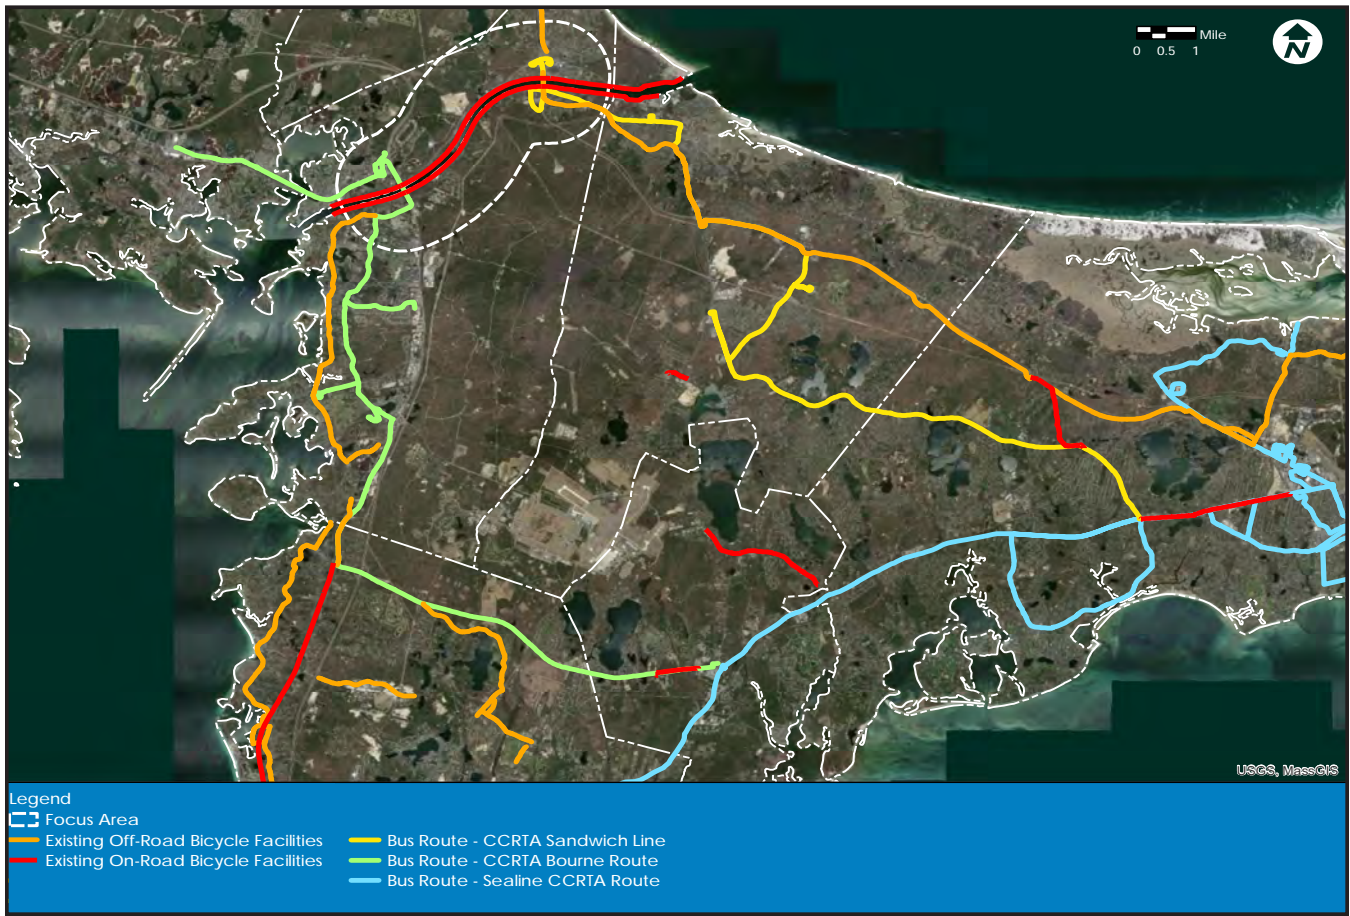 Mile
0 0.5 1
N
USGS, MassGIS
Legend
Focus Area
Existing Off-Road Bicycle Facilities
Existing On-Road Bicycle Facilities
Bus Route - CCRTA Sandwich Line
Bus Route - CCRTA Bourne Route
Bus Route - Sealine CCRTA Route